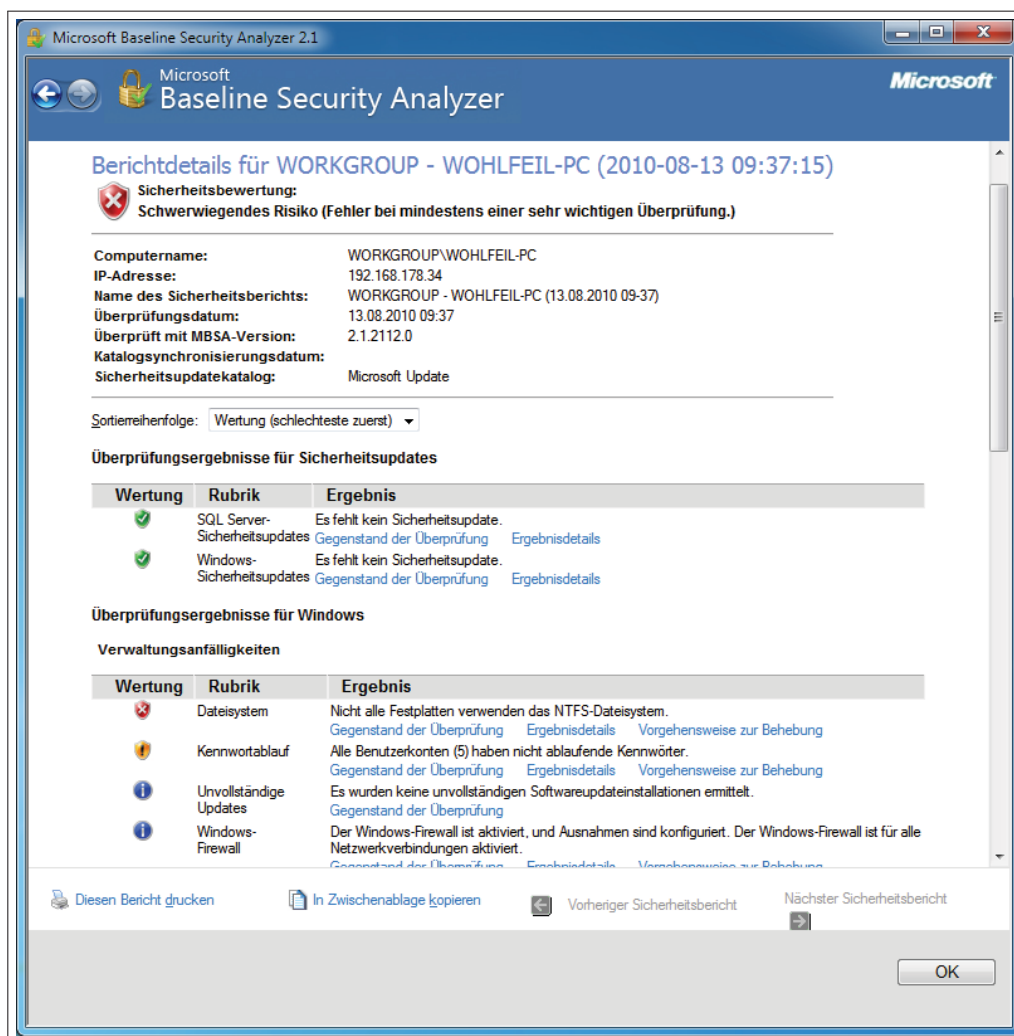 Microsoft Baseline Security Analyzer 2.1
Microsoft
Baseline Security Analyzer
Microsoft
Berichtdetails für WORKGROUP - WOHLFEIL-PC (2010-08-13 09:37:15)
Sicherheitsbewertung:
Schwerwiegendes Risiko (Fehler bei mindestens einer sehr wichtigen Überprüfung.)
Computername: WORKGROUP\WOHLFEIL-PC
IP-Adresse: 192.168.178.34
Name des Sicherheitsberichts: WORKGROUP - WOHLFEIL-PC (13.08.2010 09-37)
Überprüfungsdatum: 13.08.2010 09:37
Überprüft mit MBSA-Version: 2.1.2112.0
Katalogsynchronisierungsdatum:
Sicherheitsupdatekatalog: Microsoft Update
Sortierreihenfolge: Wertung (schlechteste zuerst)
Überprüfungsergebnisse für Sicherheitsupdates
Wertung Rubrik Ergebnis
SQL Server- Es fehlt kein Sicherheitsupdate.
Sicherheitsupdates Gegenstand der Überprüfung Ergebnisdetails
Windows- Es fehlt kein Sicherheitsupdate.
Sicherheitsupdates Gegenstand der Überprüfung Ergebnisdetails
Überprüfungsergebnisse für Windows
Verwaltungsanfälligkeiten
Wertung Rubrik Ergebnis
Dateisystem Nicht alle Festplatten verwenden das NTFS-Dateisystem.
Gegenstand der Überprüfung Ergebnisdetails Vorgehensweise zur Behebung
Kennwortablauf Alle Benutzerkonten (5) haben nicht ablaufende Kennwörter.
Gegenstand der Überprüfung Ergebnisdetails Vorgehensweise zur Behebung
Unvollständige Es wurden keine unvollständigen Softwareupdateinstallationen ermittelt.
Updates Gegenstand der Überprüfung
Windows- Der Windows-Firewall ist aktiviert, und Ausnahmen sind konfiguriert. Der Windows-Firewall ist für alle
Firewall Netzwerkverbindungen aktiviert.
Gegenstand der Überprüfung Ergebnisdetails Vorgehensweise zur Behebung
Diesen Bericht drucken In Zwischenablage kopieren Vorheriger Sicherheitsbericht Nächster Sicherheitsbericht
OK